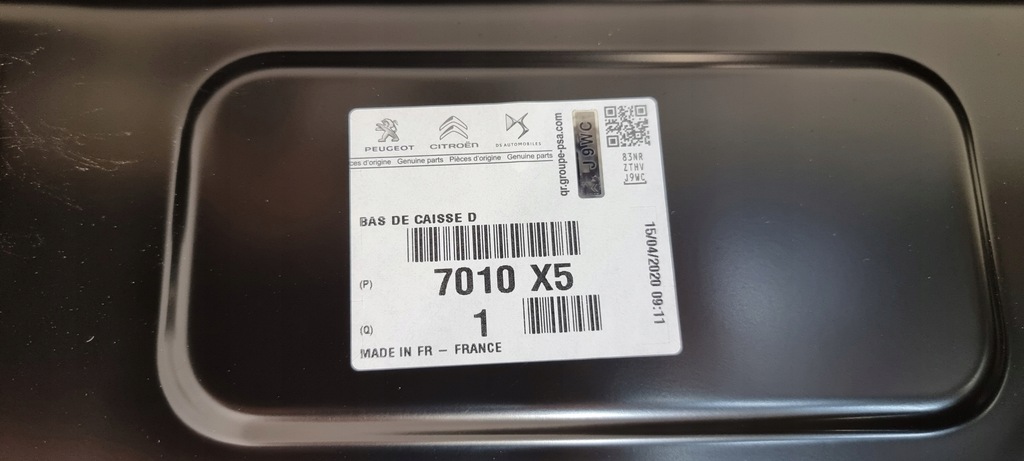 PEUGEOT
CITROËN
DS AUTOMOBILES
ces d'origine Genuine parts Pièces d'origine Genuine parts
qr.groupe-psa.com
J9WC
83NR
ZTHV
J9WC
BAS DE CAISSE D
(P) 7010 X5
(Q) 1
15/04/2020 09:11
MADE IN FR – FRANCE